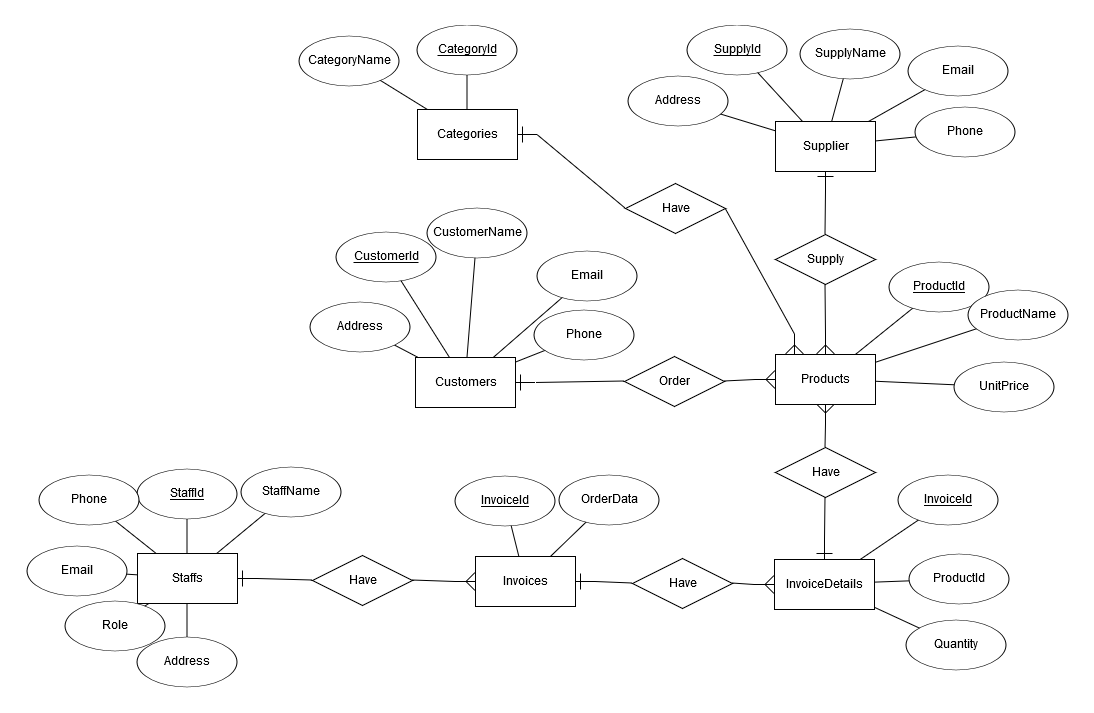 SupplyId
CategoryId
SupplyName
CategoryName
Email
Address
Phone
Categories
Supplier
Have
CustomerName
CustomerId
Supply
Email
ProductId
ProductName
Address
Phone
Customers
Order
Products
UnitPrice
Have
StaffId
StaffName
Phone
InvoiceId
OrderData
InvoiceId
Email
Staffs
Have
Invoices
Have
InvoiceDetails
ProductId
Role
Quantity
Address